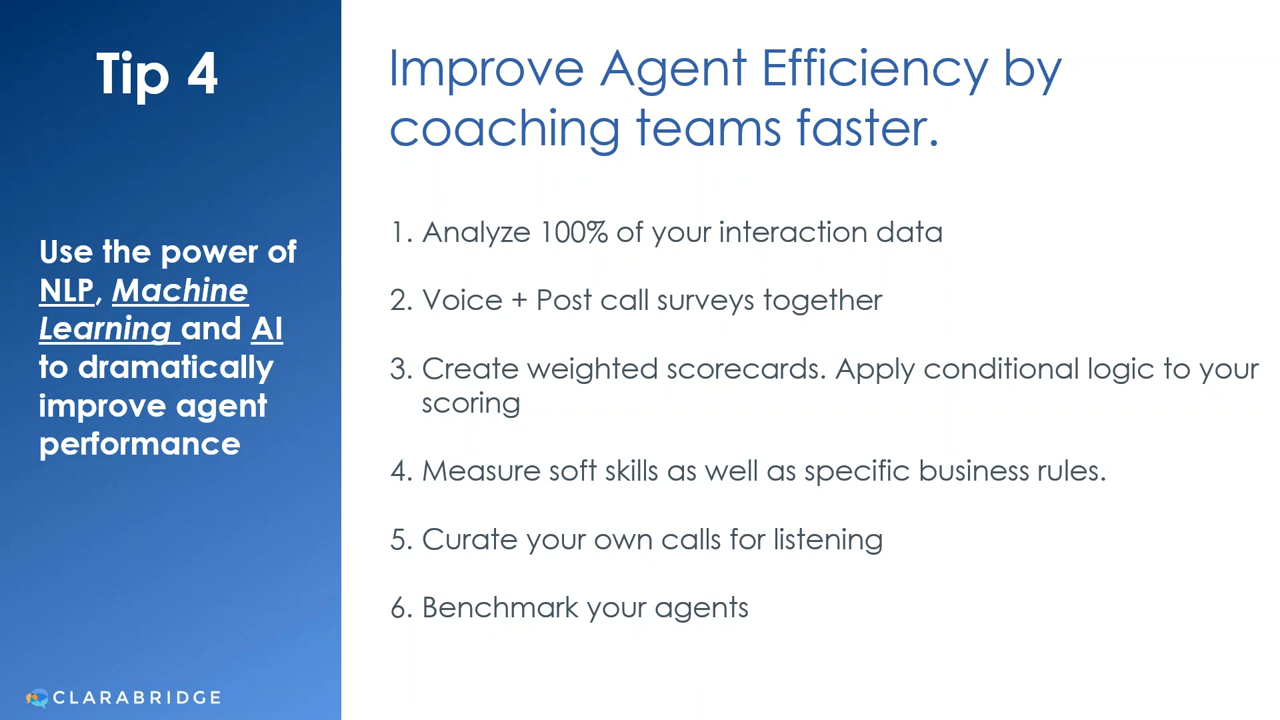 Tip 4
Use the power of
NLP, Machine
Learning and AI
to dramatically
improve agent
performance
CLARABRIDGE
Improve Agent Efficiency by
coaching teams faster.
1. Analyze 100% of your interaction data
2. Voice + Post call surveys together
3. Create weighted scorecards. Apply conditional logic to your
scoring
4. Measure soft skills as well as specific business rules.
5. Curate your own calls for listening
6. Benchmark your agents